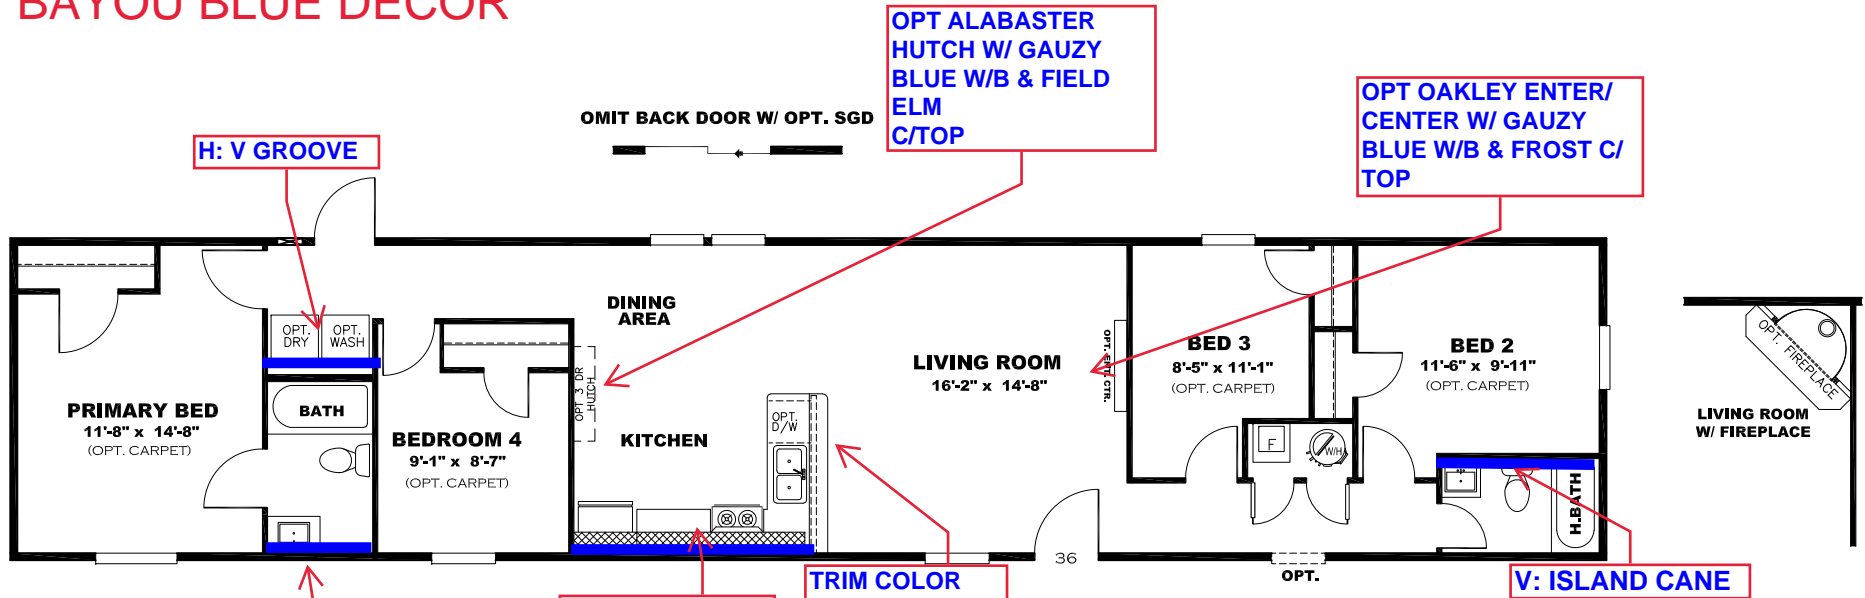 BAYOU BLUE DECOR
OPT ALABASTER
HUTCH W/ GAUZY
BLUE W/B & FIELD
ELM
C/TOP
OPT OAKLEY ENTER/
CENTER W/ GAUZY
BLUE W/B & FROST C/
TOP
OMIT BACK DOOR W/ OPT. SGD
H: V GROOVE
OPT.
DRY
OPT.
WASH
DINING
AREA
OPT 3 DR
HUTCH
OPT. ENT. CTR.
LIVING ROOM
16'-2" x 14'-8"
BED 3
8'-5" x 11'-1"
(OPT. CARPET)
BED 2
11'-6" x 9'-11"
(OPT. CARPET)
OPT. FIREPLACE
LIVING ROOM
W/ FIREPLACE
PRIMARY BED
11'-8" x 14'-8"
(OPT. CARPET)
BATH
BEDROOM 4
9'-1" x 8'-7"
(OPT. CARPET)
KITCHEN
OPT.
D/W
F
W/H
H.BATH
36
OPT.
TRIM COLOR
V: ISLAND CANE